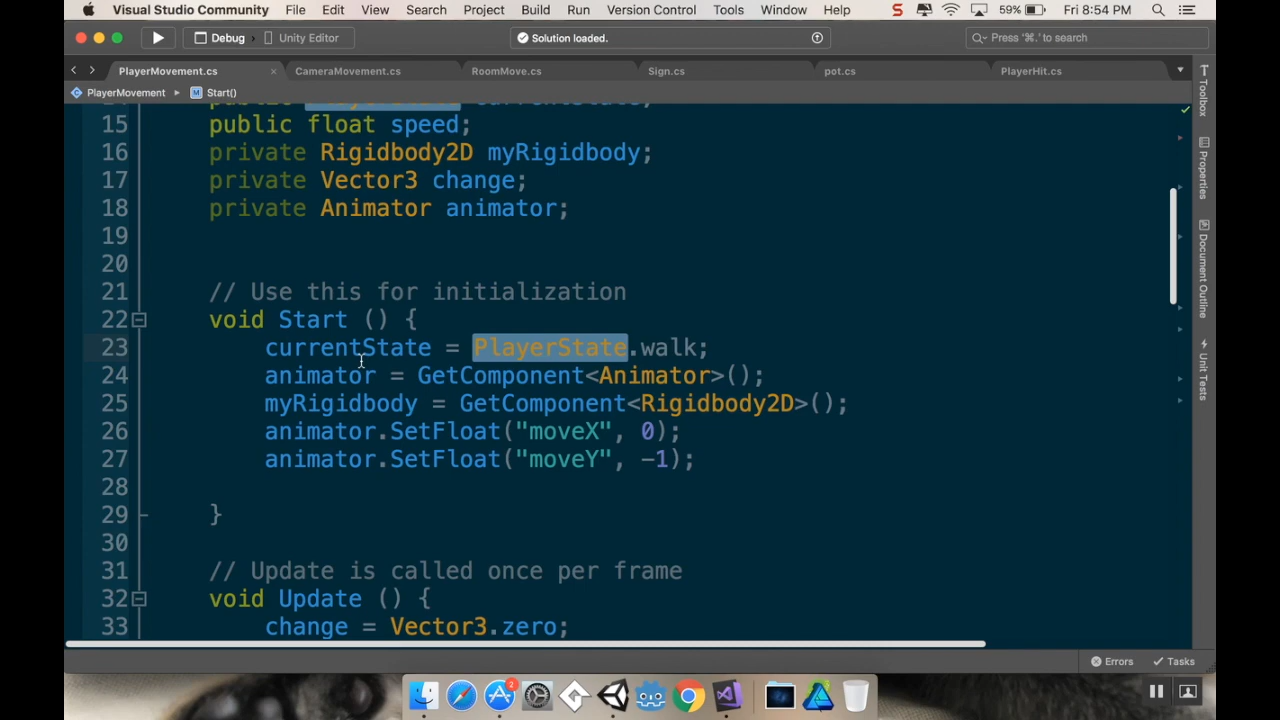 Visual Studio Community File Edit View Search Project Build Run Version Control Tools Window Help S 59% Fri 8:54 PM
Debug Unity Editor Solution loaded. Press '⌘.' to search
PlayerMovement.cs × CameraMovement.cs RoomMove.cs Sign.cs pot.cs PlayerHit.cs
PlayerMovement ▸ Start()
15 public float speed;
16 private Rigidbody2D myRigidbody;
17 private Vector3 change;
18 private Animator animator;
19
20
21 // Use this for initialization
22 void Start () {
23 currentState = PlayerState.walk;
24 animator = GetComponent<Animator>();
25 myRigidbody = GetComponent<Rigidbody2D>();
26 animator.SetFloat("moveX", 0);
27 animator.SetFloat("moveY", -1);
28
29 }
30
31 // Update is called once per frame
32 void Update () {
33 change = Vector3.zero;
Toolbox
Properties
Document Outline
Unit Tests
Errors Tasks
2